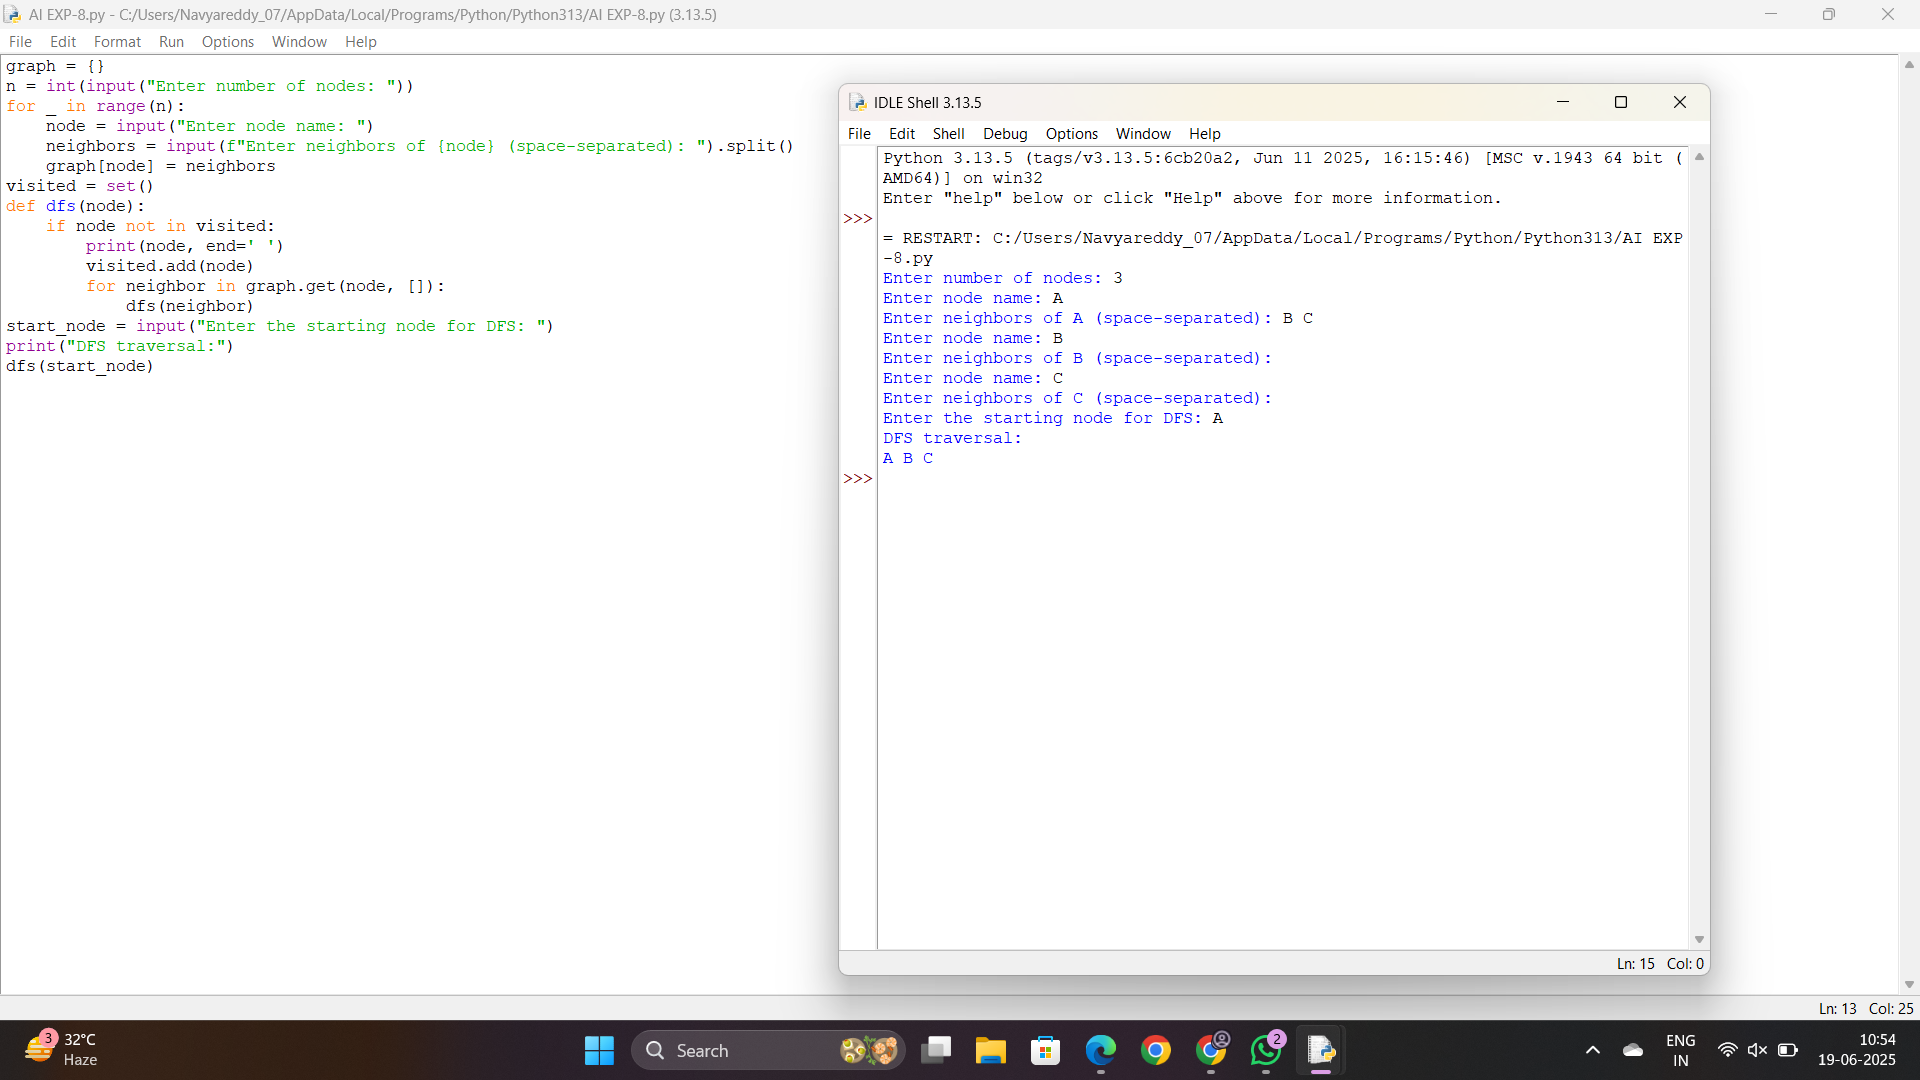 AI EXP-8.py - C:/Users/Navyareddy_07/AppData/Local/Programs/Python/Python313/AI EXP-8.py (3.13.5)
File Edit Format Run Options Window Help
graph = {}
n = int(input("Enter number of nodes: "))
for _ in range(n):
    node = input("Enter node name: ")
    neighbors = input(f"Enter neighbors of {node} (space-separated): ").split()
    graph[node] = neighbors
visited = set()
def dfs(node):
    if node not in visited:
        print(node, end=' ')
        visited.add(node)
        for neighbor in graph.get(node, []):
            dfs(neighbor)
start_node = input("Enter the starting node for DFS: ")
print("DFS traversal:")
dfs(start_node)
IDLE Shell 3.13.5
File Edit Shell Debug Options Window Help
Python 3.13.5 (tags/v3.13.5:6cb20a2, Jun 11 2025, 16:15:46) [MSC v.1943 64 bit (
AMD64)] on win32
Enter "help" below or click "Help" above for more information.
>>>
= RESTART: C:/Users/Navyareddy_07/AppData/Local/Programs/Python/Python313/AI EXP
-8.py
Enter number of nodes: 3
Enter node name: A
Enter neighbors of A (space-separated): B C
Enter node name: B
Enter neighbors of B (space-separated):
Enter node name: C
Enter neighbors of C (space-separated):
Enter the starting node for DFS: A
DFS traversal:
A B C
>>>
Ln: 15 Col: 0
Ln: 13 Col: 25
3
32°C
Haze
Search
2
ENG
IN
10:54
19-06-2025